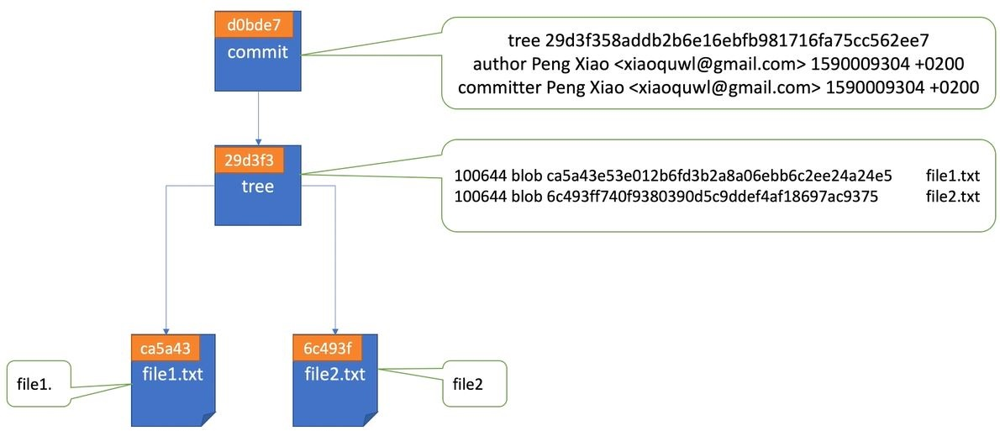 d0bde7
commit
tree 29d3f358addb2b6e16ebfb981716fa75cc562ee7
author Peng Xiao <xiaoquwl@gmail.com> 1590009304 +0200
committer Peng Xiao <xiaoquwl@gmail.com> 1590009304 +0200
29d3f3
tree
100644 blob ca5a43e53e012b6fd3b2a8a06ebb6c2ee24a24e5 file1.txt
100644 blob 6c493ff740f9380390d5c9ddef4af18697ac9375 file2.txt
ca5a43
file1.txt
file1.
6c493f
file2.txt
file2